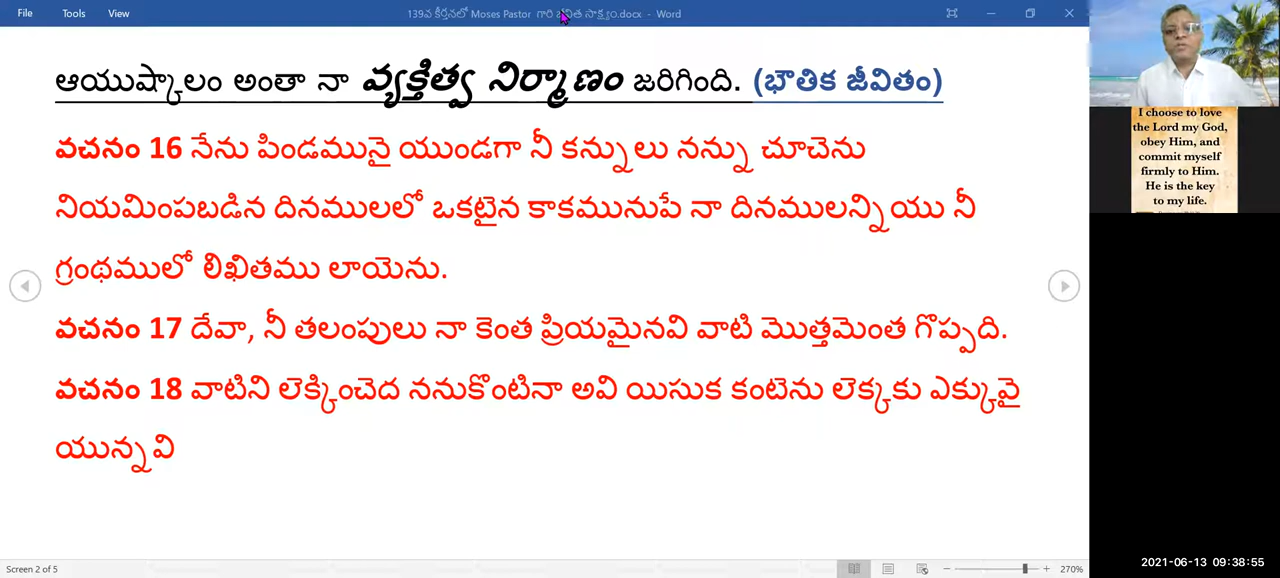 File Tools View 139వ కీర్తనలో Moses Pastor గారి జీవిత సాక్ష్యం.docx - Word
ఆయుష్కాలం అంతా నా వ్యక్తిత్వ నిర్మాణం జరిగింది. (భౌతిక జీవితం)
వచనం 16 నేను పిండమునై యుండగా నీ కన్నులు నన్ను చూచెను
నియమింపబడిన దినములలో ఒకటైన కాకమునుపే నా దినములన్నియు నీ
గ్రంథములో లిఖితము లాయెను.
వచనం 17 దేవా, నీ తలంపులు నా కెంత ప్రియమైనవి వాటి మొత్తమెంత గొప్పది.
వచనం 18 వాటిని లెక్కించెద ననుకొంటినా అవి యిసుక కంటెను లెక్కకు ఎక్కువై
యున్నవి
I choose to love
the Lord my God,
obey Him, and
commit myself
firmly to Him.
He is the key
to my life.
2021-06-13 09:38:55
Screen 2 of 5
270%